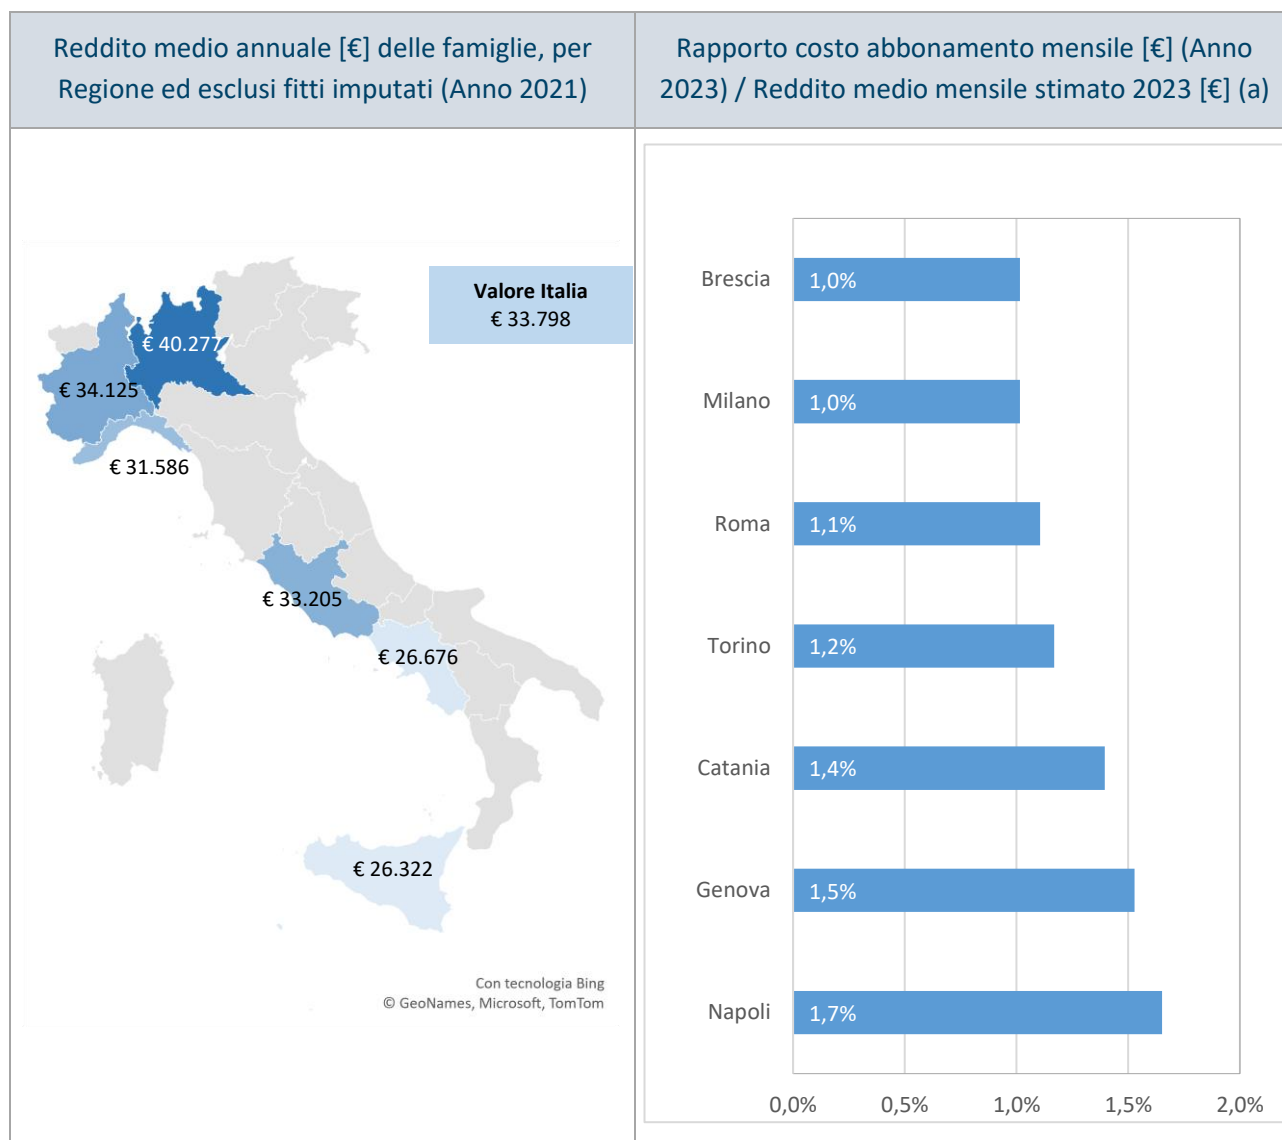 Reddito medio annuale [€] delle famiglie, per
Regione ed esclusi fitti imputati (Anno 2021)
Rapporto costo abbonamento mensile [€] (Anno
2023) / Reddito medio mensile stimato 2023 [€] (a)
Valore Italia
€ 33.798
€ 40.277
€ 34.125
€ 31.586
€ 33.205
€ 26.676
€ 26.322
Con tecnologia Bing
© GeoNames, Microsoft, TomTom
Brescia
1,0%
Milano
1,0%
Roma
1,1%
Torino
1,2%
Catania
1,4%
Genova
1,5%
Napoli
1,7%
0,0%
0,5%
1,0%
1,5%
2,0%